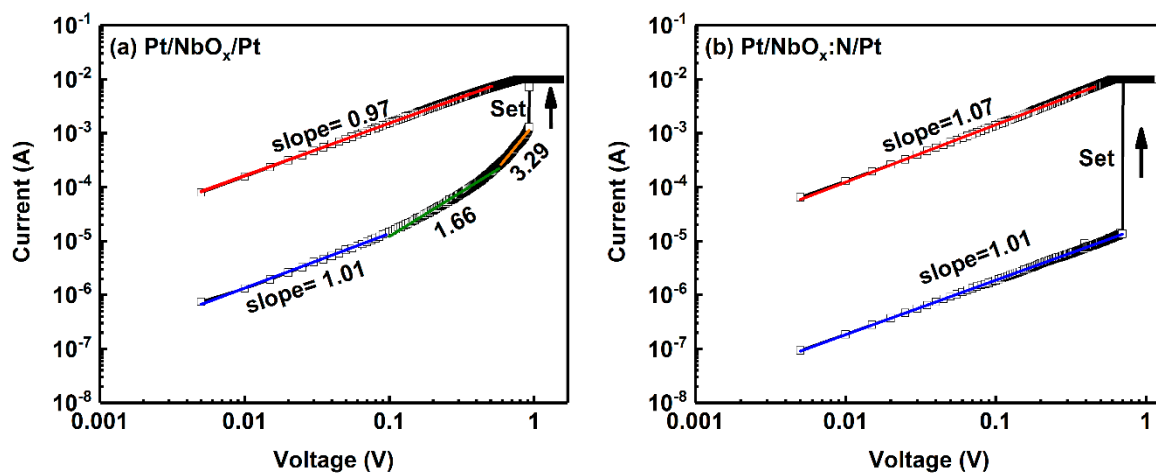 (a) Pt/NbOₓ/Pt
10⁻¹
10⁻²
10⁻³
10⁻⁴
10⁻⁵
10⁻⁶
10⁻⁷
10⁻⁸
Current (A)
slope= 0.97
Set
3.29
1.66
slope= 1.01
0.001
0.01
0.1
1
Voltage (V)
(b) Pt/NbOₓ:N/Pt
10⁻¹
10⁻²
10⁻³
10⁻⁴
10⁻⁵
10⁻⁶
10⁻⁷
10⁻⁸
Current (A)
slope=1.07
Set
slope=1.01
0.001
0.01
0.1
1
Voltage (V)